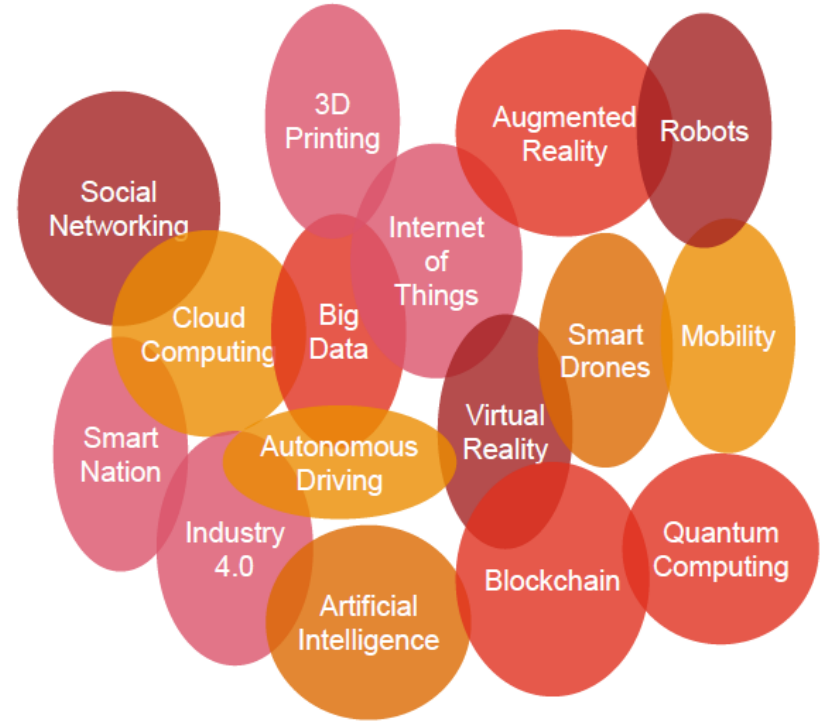 3D
Printing
Augmented
Reality
Robots
Social
Networking
Internet
of
Things
Cloud
Computing
Big
Data
Smart
Drones
Mobility
Smart
Nation
Autonomous
Driving
Virtual
Reality
Industry
4.0
Artificial
Intelligence
Blockchain
Quantum
Computing